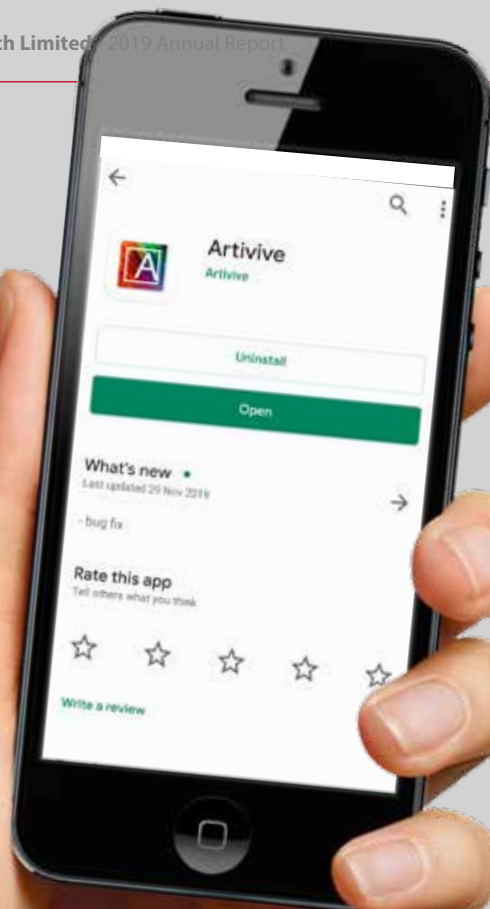 th Limited 2019 Annual Report
A
Artivive
Artivive
Uninstall
Open
What's new
Last updated 29 Nov 2019
- bug fix
Rate this app
Tell others what you think
Write a review